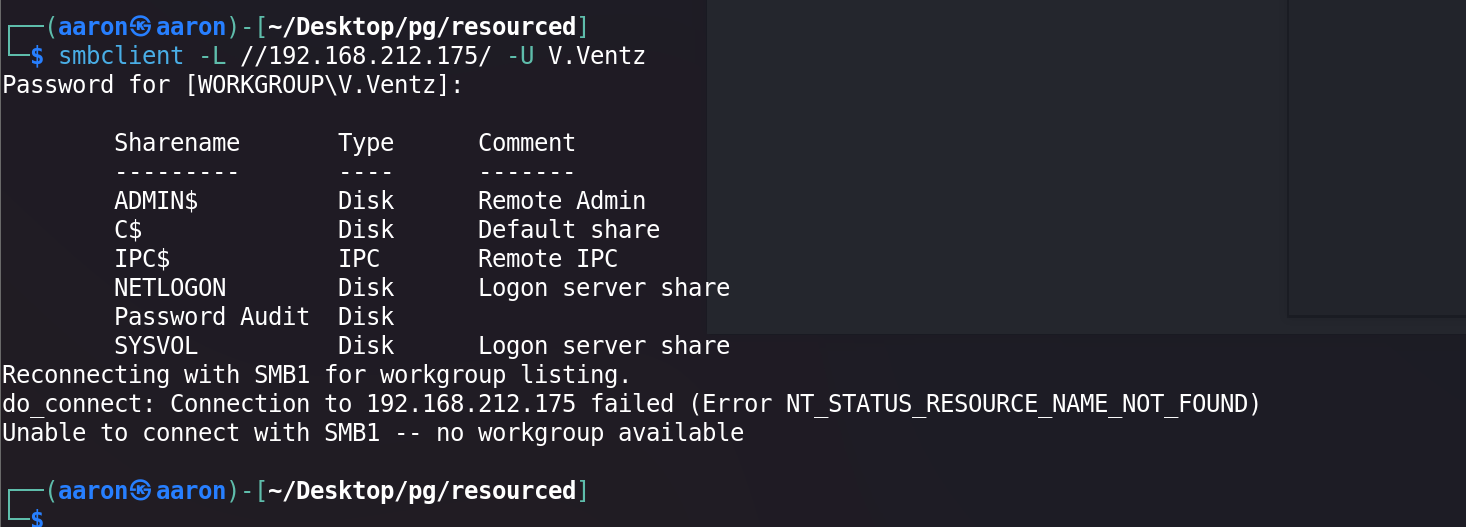 ┌──(aaron㉿aaron)-[~/Desktop/pg/resourced]
└─$ smbclient -L //192.168.212.175/ -U V.Ventz
Password for [WORKGROUP\V.Ventz]:
Sharename       Type      Comment
---------       ----      -------
ADMIN$          Disk      Remote Admin
C$              Disk      Default share
IPC$            IPC       Remote IPC
NETLOGON        Disk      Logon server share
Password Audit  Disk
SYSVOL          Disk      Logon server share
Reconnecting with SMB1 for workgroup listing.
do_connect: Connection to 192.168.212.175 failed (Error NT_STATUS_RESOURCE_NAME_NOT_FOUND)
Unable to connect with SMB1 -- no workgroup available
┌──(aaron㉿aaron)-[~/Desktop/pg/resourced]
└─$